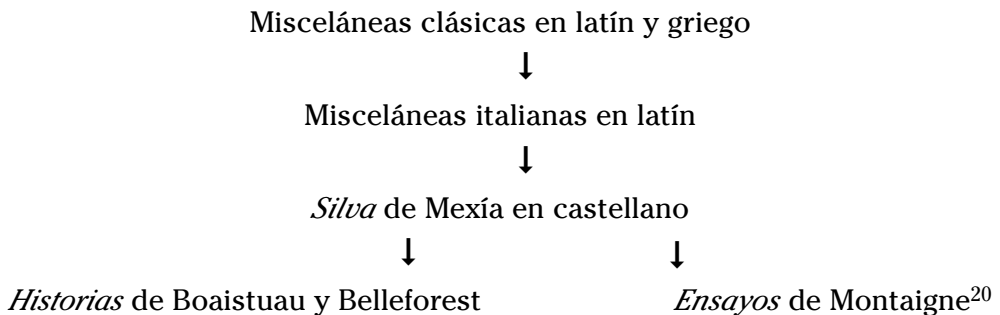 Misceláneas clásicas en latín y griego
↓
Misceláneas italianas en latín
↓
Silva de Mexía en castellano
↓ ↓
Historias de Boaistuau y Belleforest Ensayos de Montaigne20